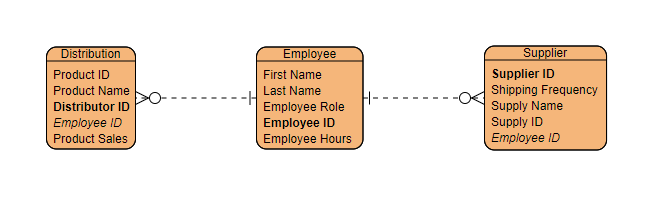 Distribution
Product ID
Product Name
Distributor ID
Employee ID
Product Sales
Employee
First Name
Last Name
Employee Role
Employee ID
Employee Hours
Supplier
Supplier ID
Shipping Frequency
Supply Name
Supply ID
Employee ID